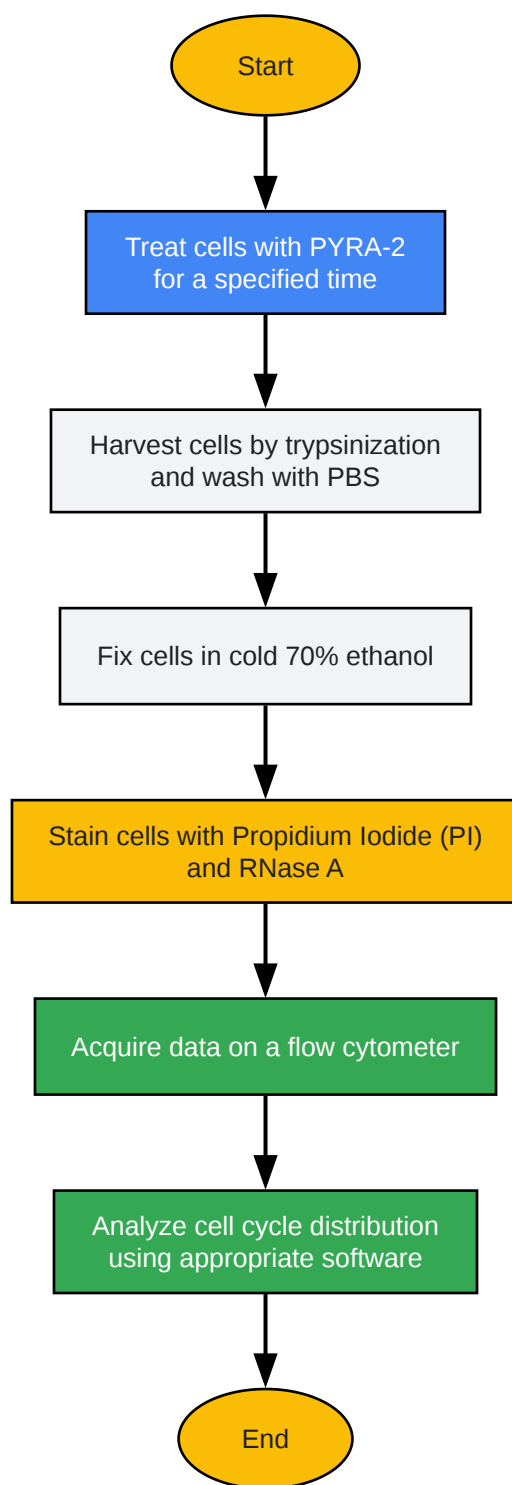 Start
Treat cells with PYRA-2
for a specified time
Harvest cells by trypsinization
and wash with PBS
Fix cells in cold 70% ethanol
Stain cells with Propidium Iodide (PI)
and RNase A
Acquire data on a flow cytometer
Analyze cell cycle distribution
using appropriate software
End